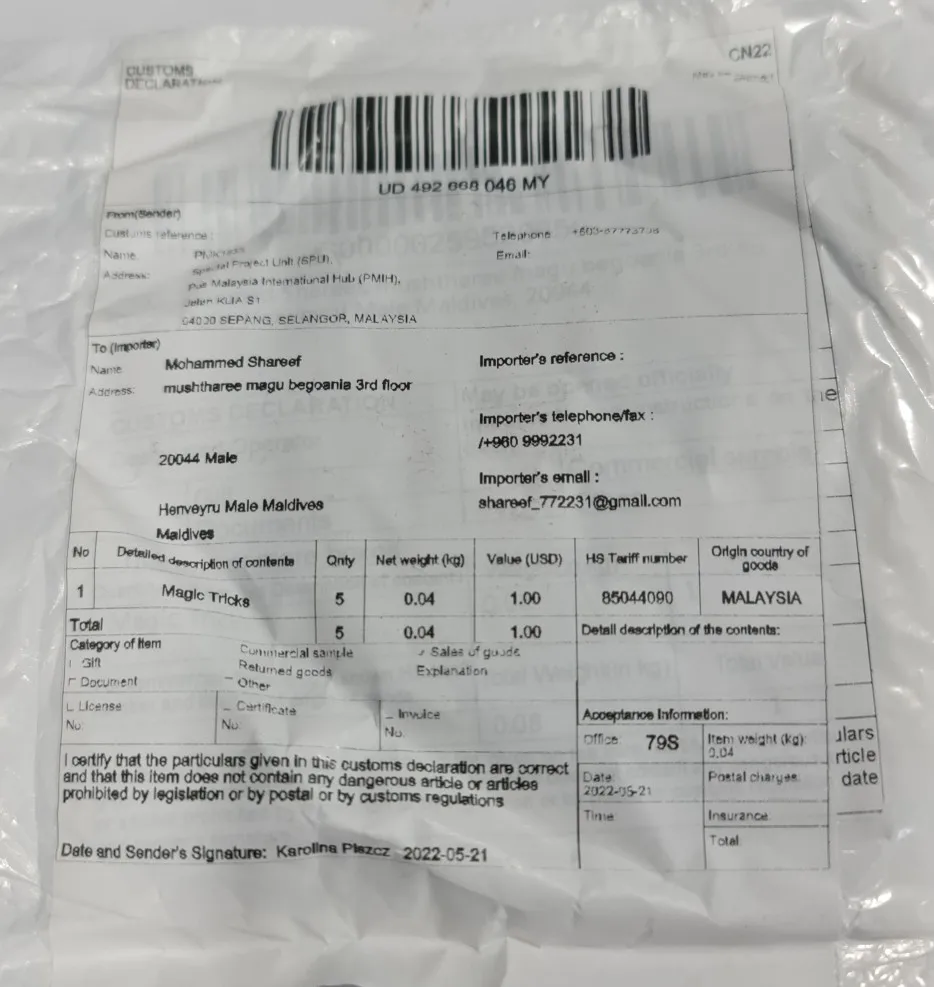 CUSTOMS
DECLARATION
CN22
UD 492 668 046 MY
From(Sender)
Customs reference :
Name:
Address:
Telephone
Email:
Special Project Unit (SPU),
Pos Malaysia International Hub (PMIH),
Jalan KLIA S1
64000 SEPANG, SELANGOR, MALAYSIA
To (Importer)
Name: Mohammed Shareef
Address: mushtharee magu begoania 3rd floor
20044 Male
Henveyru Male Maldives
Maldives
Importer's reference :
Importer's telephone/fax :
/+960 9992231
Importer's email :
shareef_772231@gmail.com
No Detailed description of contents Qnty Net weight (kg) Value (USD) HS Tariff number Origin country of goods
1 Magic Tricks 5 0.04 1.00 85044090 MALAYSIA
Total 5 0.04 1.00
Detail description of the contents:
Category of Item
Gift
Document
Commercial sample
Returned goods
Other
Sales of goods
Explanation
License
No:
Certificate
No:
Invoice
No.
Acceptance Information:
Office: 79S
Item weight (kg):
0.04
Date
2022-05-21
Postal charges:
Time
Insurance
Total
I certify that the particulars given in this customs declaration are correct
and that this item does not contain any dangerous article or articles
prohibited by legislation or by postal or by customs regulations
Date and Sender's Signature: Karolina Plszcz 2022-05-21
ulars
rticle
date